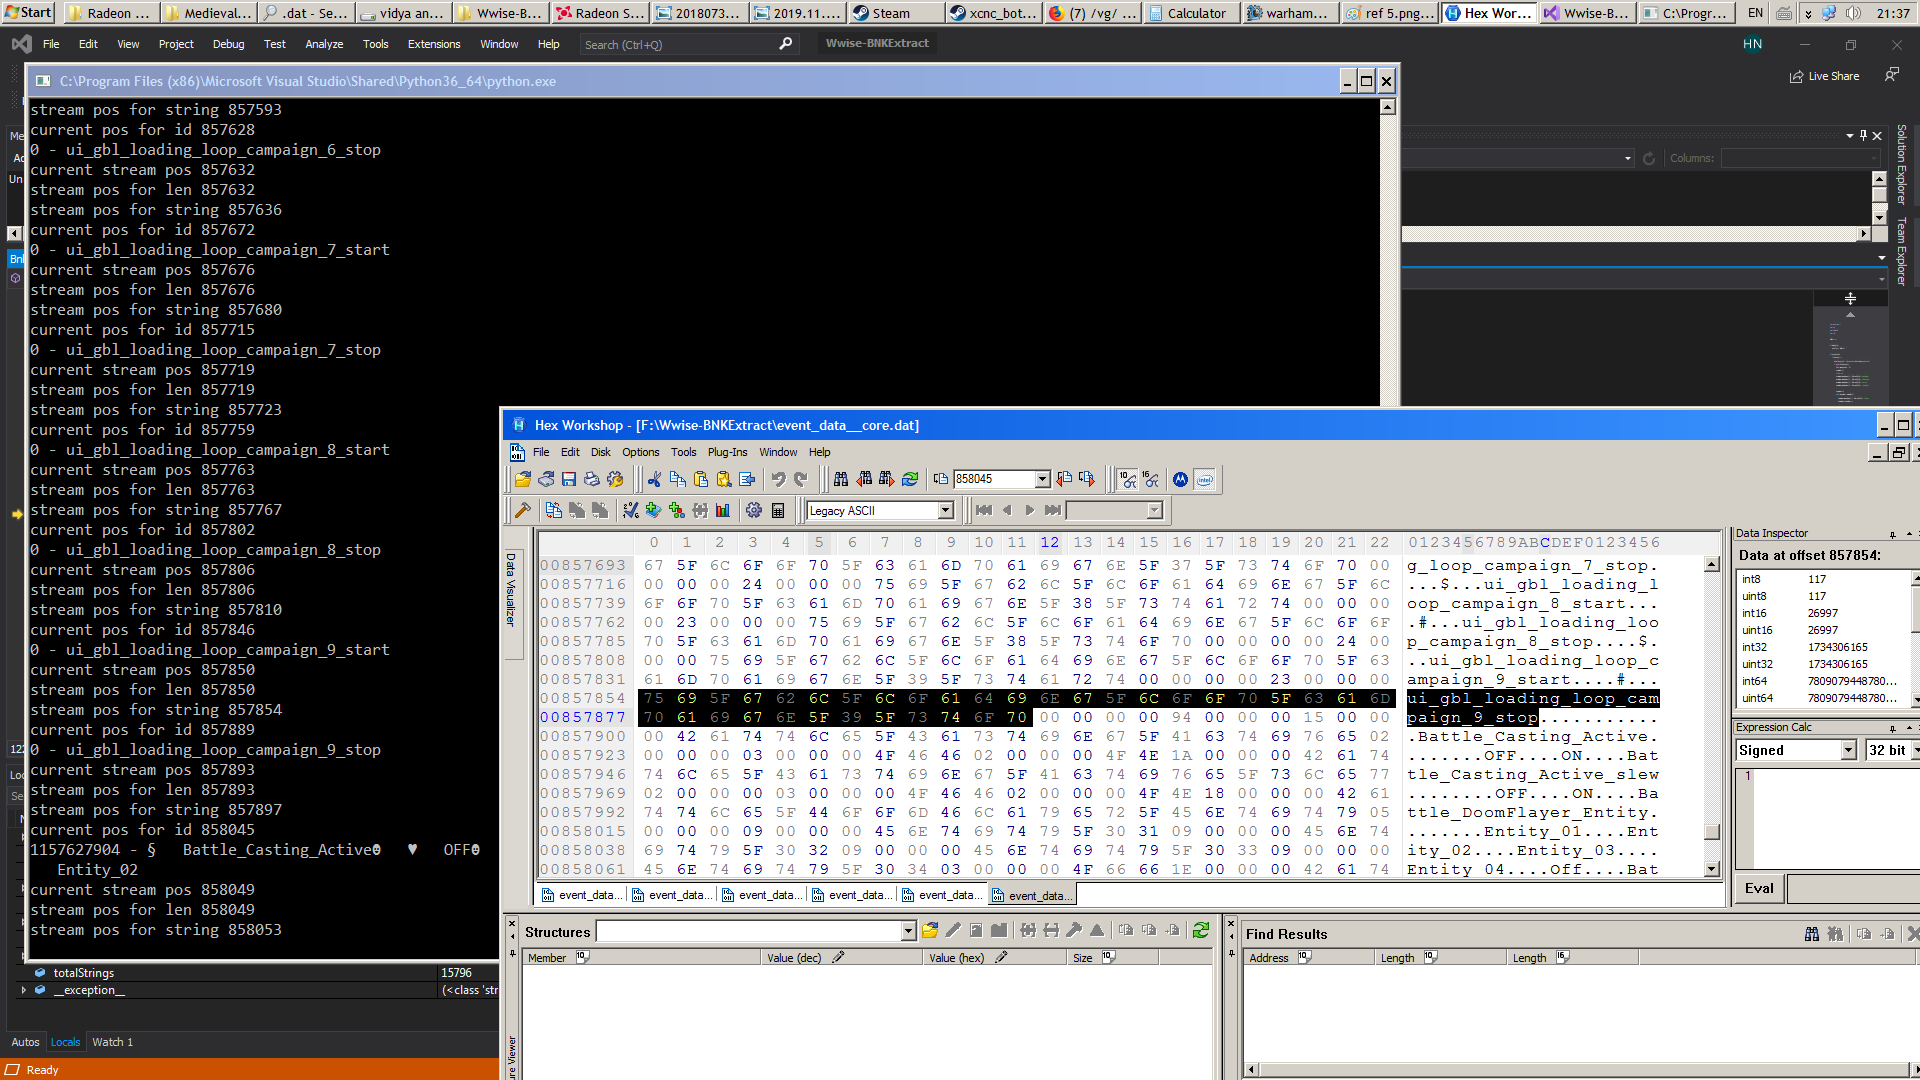 Start
Radeon ...
Medieval...
.dat - Se...
vidya an...
Wwise-B...
Radeon S...
2018073...
2019.11....
Steam
xcnc_bot...
(7) /vg/ ...
Calculator
warham...
ref 5.png...
Hex Wor...
Wwise-B...
C:\Progr...
EN
21:37
File Edit View Project Debug Test Analyze Tools Extensions Window Help
Search (Ctrl+Q)
Wwise-BNKExtract
HN
Live Share
C:\Program Files (x86)\Microsoft Visual Studio\Shared\Python36_64\python.exe
stream pos for string 857593
current pos for id 857628
0 - ui_gbl_loading_loop_campaign_6_stop
current stream pos 857632
stream pos for len 857632
stream pos for string 857636
current pos for id 857672
0 - ui_gbl_loading_loop_campaign_7_start
current stream pos 857676
stream pos for len 857676
stream pos for string 857680
current pos for id 857715
0 - ui_gbl_loading_loop_campaign_7_stop
current stream pos 857719
stream pos for len 857719
stream pos for string 857723
current pos for id 857759
0 - ui_gbl_loading_loop_campaign_8_start
current stream pos 857763
stream pos for len 857763
stream pos for string 857767
current pos for id 857802
0 - ui_gbl_loading_loop_campaign_8_stop
current stream pos 857806
stream pos for len 857806
stream pos for string 857810
current pos for id 857846
0 - ui_gbl_loading_loop_campaign_9_start
current stream pos 857850
stream pos for len 857850
stream pos for string 857854
current pos for id 857889
0 - ui_gbl_loading_loop_campaign_9_stop
current stream pos 857893
stream pos for len 857893
stream pos for string 857897
current pos for id 858045
1157627904 - § Battle_Casting_Active☻ ♥ OFF☻
Entity_02
current stream pos 858049
stream pos for len 858049
stream pos for string 858053
totalStrings 15796
__exception__ (<class 'str
Autos Locals Watch 1
Ready
Columns:
Solution Explorer
Team Explorer
Hex Workshop - [F:\Wwise-BNKExtract\event_data__core.dat]
File Edit Disk Options Tools Plug-Ins Window Help
858045
Legacy ASCII
Data Visualizer
0 1 2 3 4 5 6 7 8 9 10 11 12 13 14 15 16 17 18 19 20 21 22 0123456789ABCDEF0123456
00857693 67 5F 6C 6F 6F 70 5F 63 61 6D 70 61 69 67 6E 5F 37 5F 73 74 6F 70 00 g_loop_campaign_7_stop.
00857716 00 00 00 24 00 00 00 75 69 5F 67 62 6C 5F 6C 6F 61 64 69 6E 67 5F 6C ...$...ui_gbl_loading_l
00857739 6F 6F 70 5F 63 61 6D 70 61 69 67 6E 5F 38 5F 73 74 61 72 74 00 00 00 oop_campaign_8_start...
00857762 00 23 00 00 00 75 69 5F 67 62 6C 5F 6C 6F 61 64 69 6E 67 5F 6C 6F 6F .#...ui_gbl_loading_loo
00857785 70 5F 63 61 6D 70 61 69 67 6E 5F 38 5F 73 74 6F 70 00 00 00 00 24 00 p_campaign_8_stop....$.
00857808 00 00 75 69 5F 67 62 6C 5F 6C 6F 61 64 69 6E 67 5F 6C 6F 6F 70 5F 63 ..ui_gbl_loading_loop_c
00857831 61 6D 70 61 69 67 6E 5F 39 5F 73 74 61 72 74 00 00 00 00 23 00 00 00 ampaign_9_start....#...
00857854 75 69 5F 67 62 6C 5F 6C 6F 61 64 69 6E 67 5F 6C 6F 6F 70 5F 63 61 6D ui_gbl_loading_loop_cam
00857877 70 61 69 67 6E 5F 39 5F 73 74 6F 70 00 00 00 00 94 00 00 00 15 00 00 paign_9_stop...........
00857900 00 42 61 74 74 6C 65 5F 43 61 73 74 69 6E 67 5F 41 63 74 69 76 65 02 .Battle_Casting_Active.
00857923 00 00 00 03 00 00 00 4F 46 46 02 00 00 00 4F 4E 1A 00 00 00 42 61 74 .......OFF....ON....Bat
00857946 74 6C 65 5F 43 61 73 74 69 6E 67 5F 41 63 74 69 76 65 5F 73 6C 65 77 tle_Casting_Active_slew
00857969 02 00 00 00 03 00 00 00 4F 46 46 02 00 00 00 4F 4E 18 00 00 00 42 61 ........OFF....ON....Ba
00857992 74 74 6C 65 5F 44 6F 6F 6D 46 6C 61 79 65 72 5F 45 6E 74 69 74 79 05 ttle_DoomFlayer_Entity.
00858015 00 00 00 09 00 00 00 45 6E 74 69 74 79 5F 30 31 09 00 00 00 45 6E 74 .......Entity_01....Ent
00858038 69 74 79 5F 30 32 09 00 00 00 45 6E 74 69 74 79 5F 30 33 09 00 00 00 ity_02....Entity_03....
00858061 45 6E 74 69 74 79 5F 30 34 03 00 00 00 4F 66 66 1E 00 00 00 42 61 74 Entity_04....Off....Bat
event_data... event_data... event_data... event_data... event_data... event_data...
Data Inspector
Data at offset 857854:
int8 117
uint8 117
int16 26997
uint16 26997
int32 1734306165
uint32 1734306165
int64 7809079448780...
uint64 7809079448780...
Expression Calc
Signed 32 bit
1
Eval
Structures
Member Value (dec) Value (hex) Size
Find Results
Address Length Length